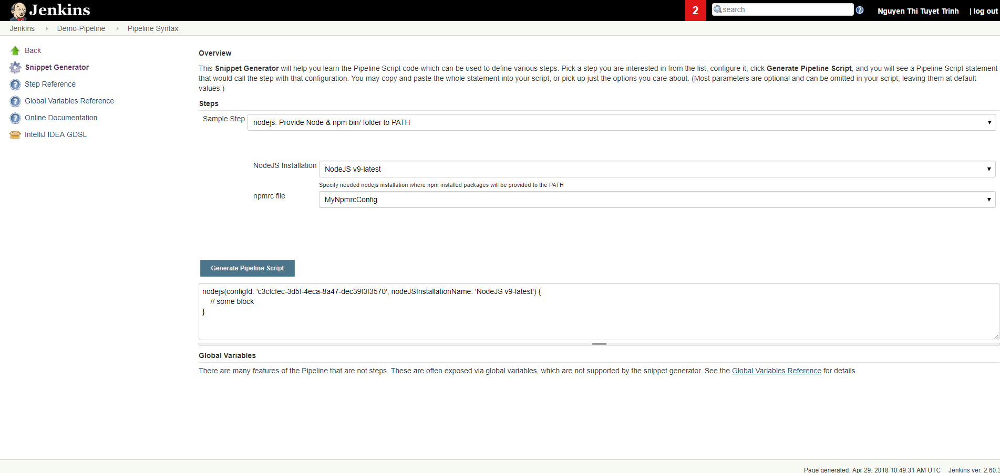 Jenkins
2
search
Nguyen Thi Tuyet Trinh
| log out
Jenkins
Demo-Pipeline
Pipeline Syntax
Back
Snippet Generator
Step Reference
Global Variables Reference
Online Documentation
IntelliJ IDEA GDSL
Overview
This Snippet Generator will help you learn the Pipeline Script code which can be used to define various steps. Pick a step you are interested in from the list, configure it, click Generate Pipeline Script, and you will see a Pipeline Script statement
that would call the step with that configuration. You may copy and paste the whole statement into your script, or pick up just the options you care about. (Most parameters are optional and can be omitted in your script, leaving them at default
values.)
Steps
Sample Step
nodejs: Provide Node & npm bin/ folder to PATH
NodeJS Installation
NodeJS v9-latest
Specify needed nodejs installation where npm installed packages will be provided to the PATH
npmrc file
MyNpmrcConfig
Generate Pipeline Script
nodejs(configId: 'c3cfcfec-3d5f-4eca-8a47-dec39f3f3570', nodeJSInstallationName: 'NodeJS v9-latest') {
// some block
}
Global Variables
There are many features of the Pipeline that are not steps. These are often exposed via global variables, which are not supported by the snippet generator. See the Global Variables Reference for details.
Page generated: Apr 29, 2018 10:49:31 AM UTC
Jenkins ver. 2.60.3